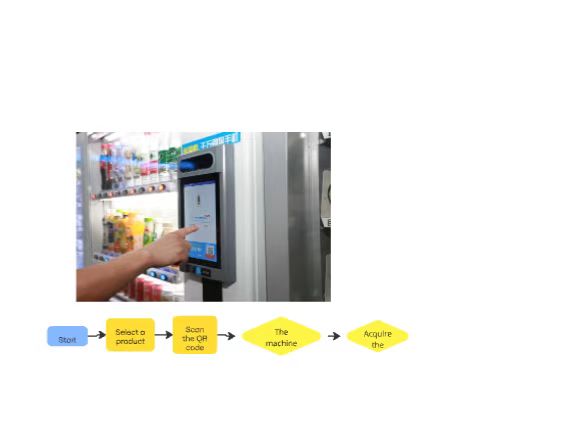 Start
Select a
product
Scan
the QR
code
The
machine
Acquire
the